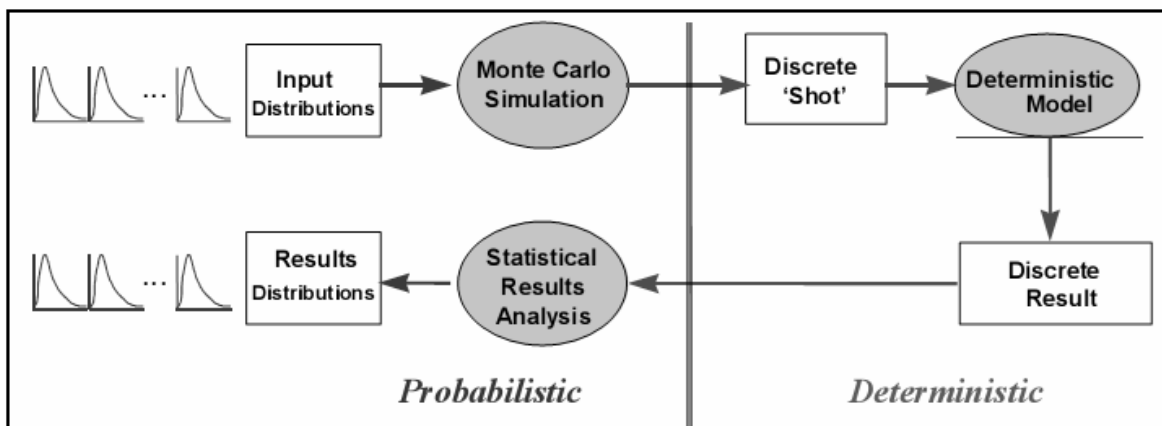 Input
Distributions
Monte Carlo
Simulation
Discrete
‘Shot’
Deterministic
Model
...
Results
Distributions
Statistical
Results
Analysis
Discrete
Result
...
Probabilistic
Deterministic